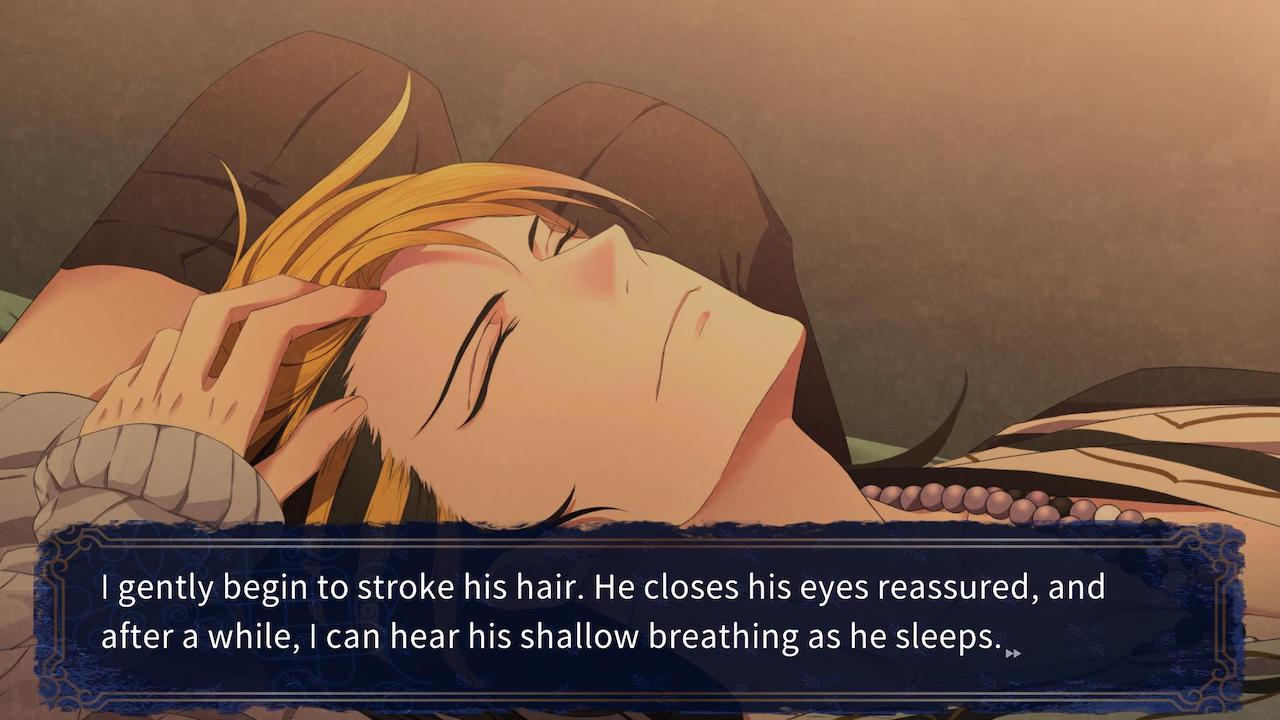 I gently begin to stroke his hair. He closes his eyes reassured, and
after a while, I can hear his shallow breathing as he sleeps.